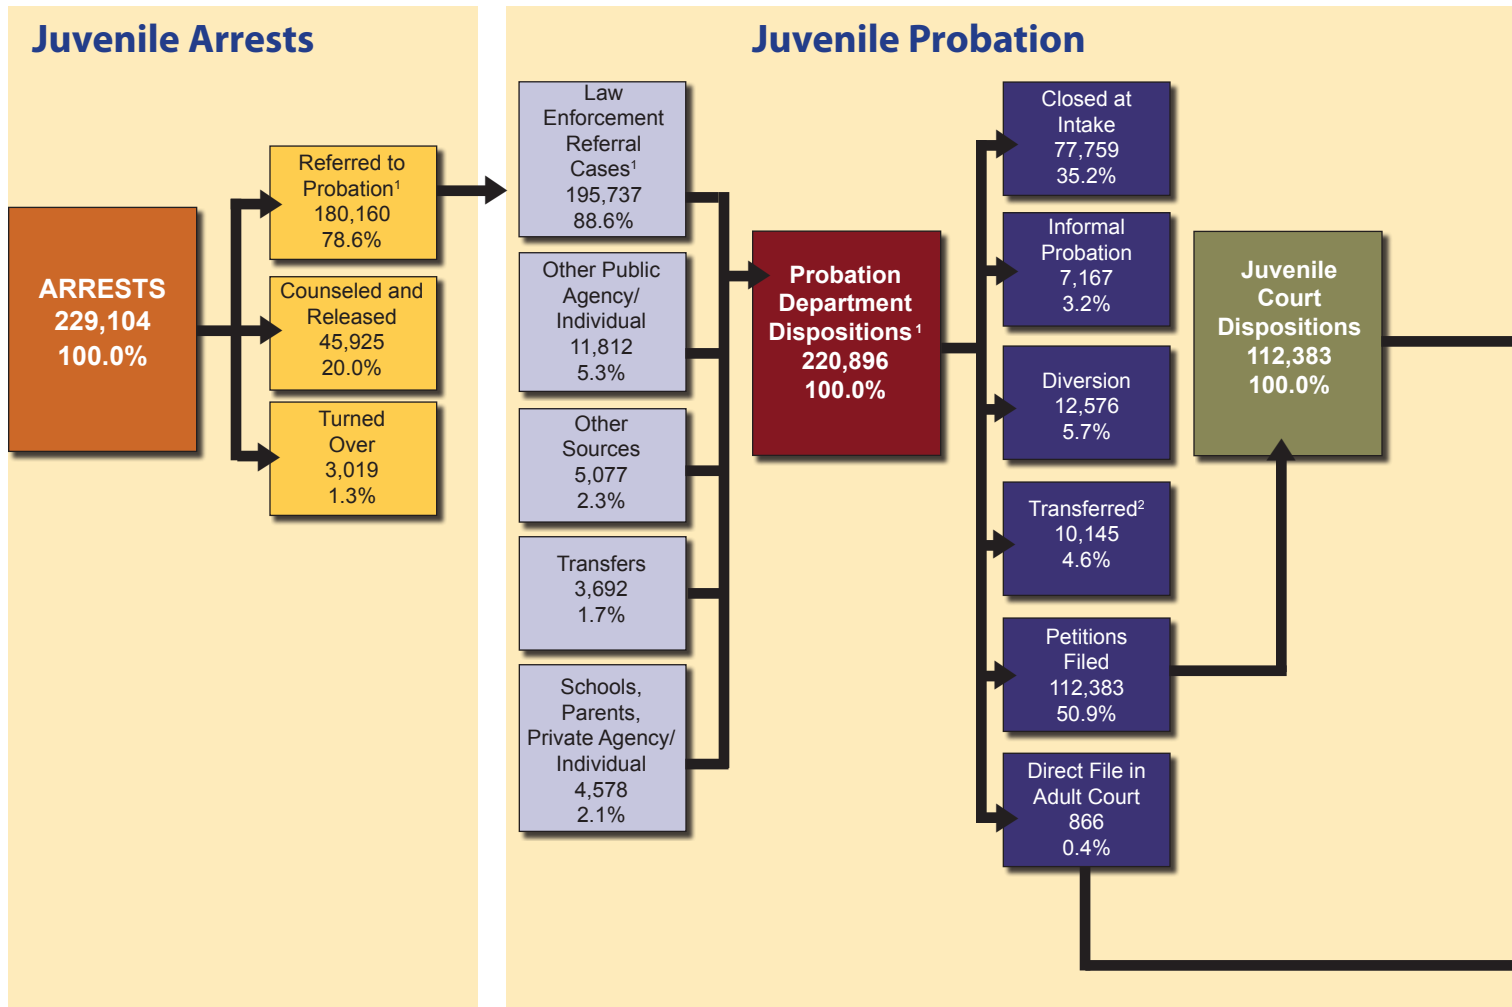 Juvenile Arrests
Juvenile Probation
ARRESTS
229,104
100.0%
Referred to
Probation¹
180,160
78.6%
Counseled and
Released
45,925
20.0%
Turned
Over
3,019
1.3%
Law
Enforcement
Referral
Cases¹
195,737
88.6%
Other Public
Agency/
Individual
11,812
5.3%
Other
Sources
5,077
2.3%
Transfers
3,692
1.7%
Schools,
Parents,
Private Agency/
Individual
4,578
2.1%
Probation
Department
Dispositions ¹
220,896
100.0%
Closed at
Intake
77,759
35.2%
Informal
Probation
7,167
3.2%
Diversion
12,576
5.7%
Transferred²
10,145
4.6%
Petitions
Filed
112,383
50.9%
Direct File in
Adult Court
866
0.4%
Juvenile
Court
Dispositions
112,383
100.0%